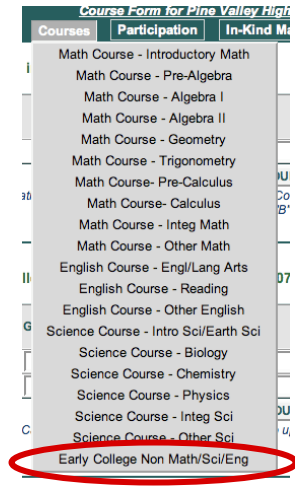 Course Form for Pine Valley High
Courses Participation In-Kind Ma
Math Course - Introductory Math
Math Course - Pre-Algebra
Math Course - Algebra I
Math Course - Algebra II
Math Course - Geometry
Math Course - Trigonometry
Math Course- Pre-Calculus
Math Course- Calculus
Math Course - Integ Math
Math Course - Other Math
English Course - Engl/Lang Arts
English Course - Reading
English Course - Other English
Science Course - Intro Sci/Earth Sci
Science Course - Biology
Science Course - Chemistry
Science Course - Physics
Science Course - Integ Sci
Science Course - Other Sci
Early College Non Math/Sci/Eng